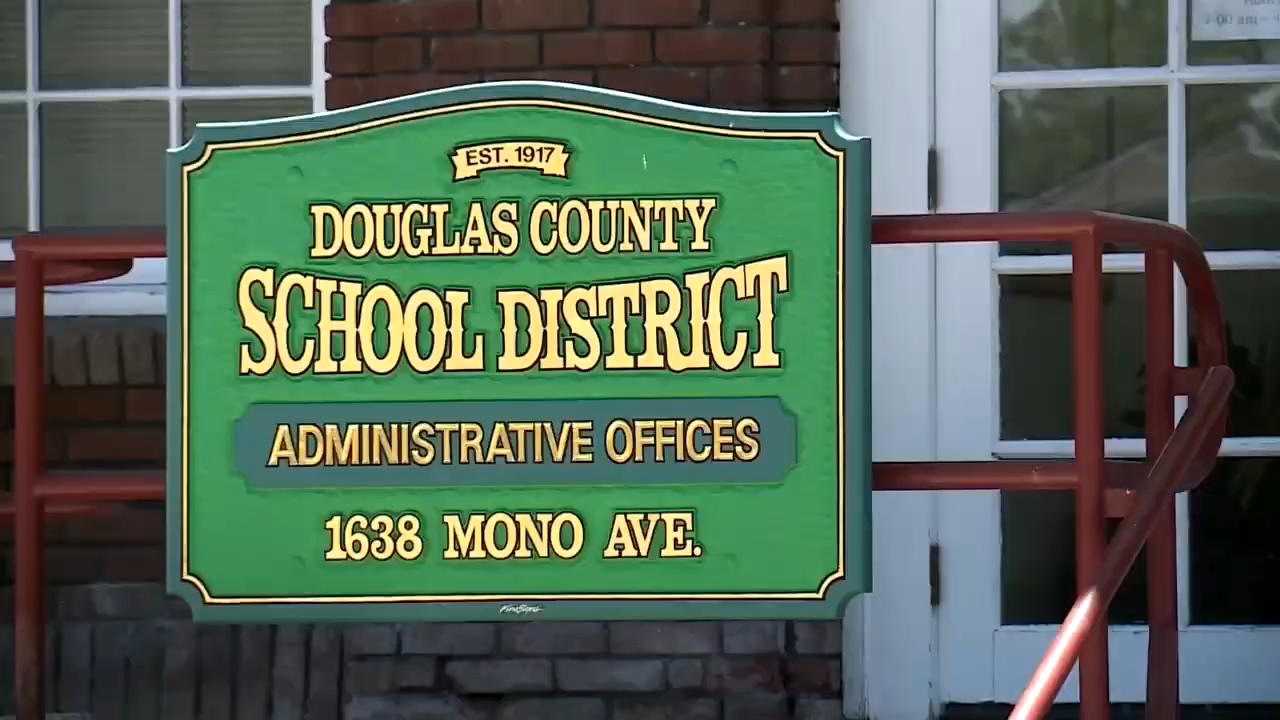 EST. 1917
DOUGLAS COUNTY
SCHOOL DISTRICT
ADMINISTRATIVE OFFICES
1638 MONO AVE.